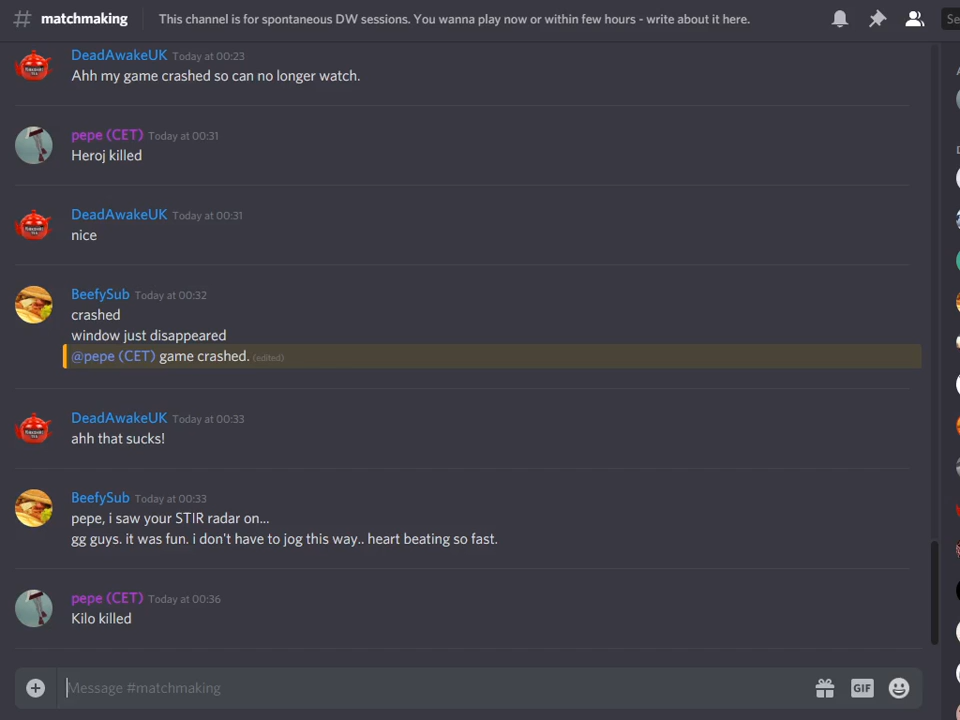 # matchmaking
This channel is for spontaneous DW sessions. You wanna play now or within few hours - write about it here.
Se
DeadAwakeUK Today at 00:23
Ahh my game crashed so can no longer watch.
pepe (CET) Today at 00:31
Heroj killed
DeadAwakeUK Today at 00:31
nice
BeefySub Today at 00:32
crashed
window just disappeared
@pepe (CET) game crashed. (edited)
DeadAwakeUK Today at 00:33
ahh that sucks!
BeefySub Today at 00:33
pepe, i saw your STIR radar on...
gg guys. it was fun. i don't have to jog this way.. heart beating so fast.
pepe (CET) Today at 00:36
Kilo killed
Message #matchmaking
GIF